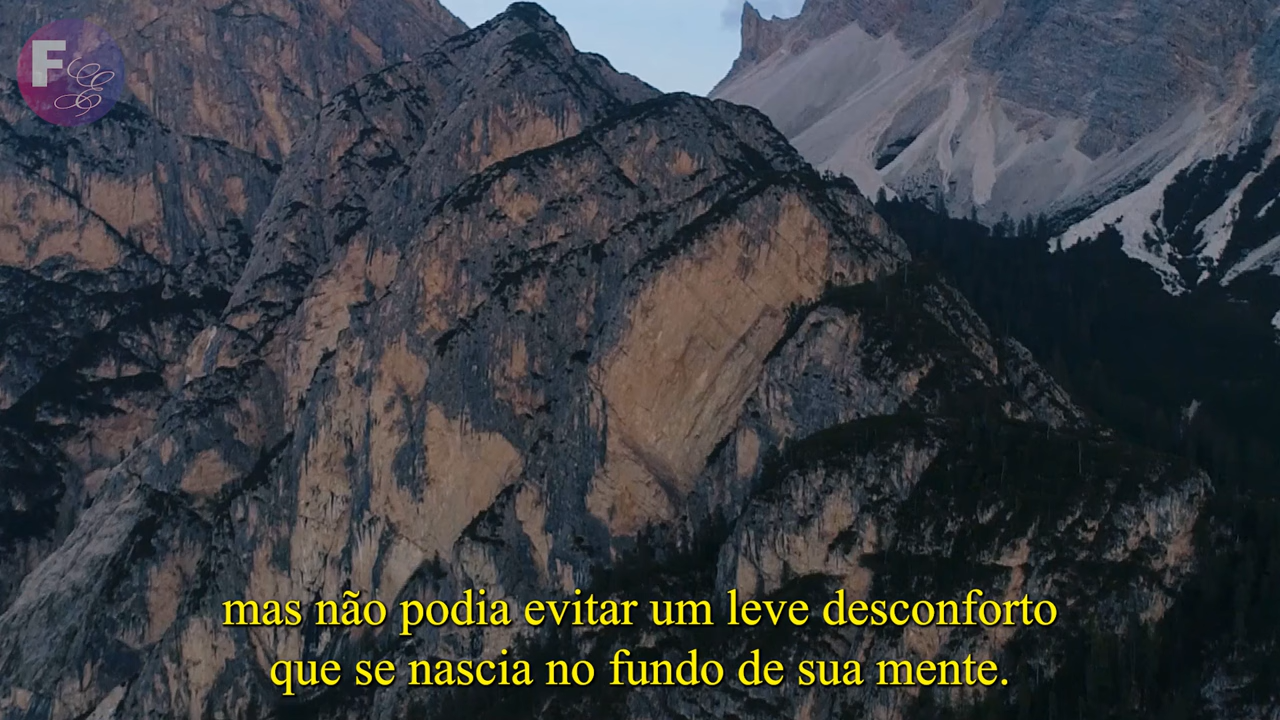 F
mas não podia evitar um leve desconforto
que se nascia no fundo de sua mente.